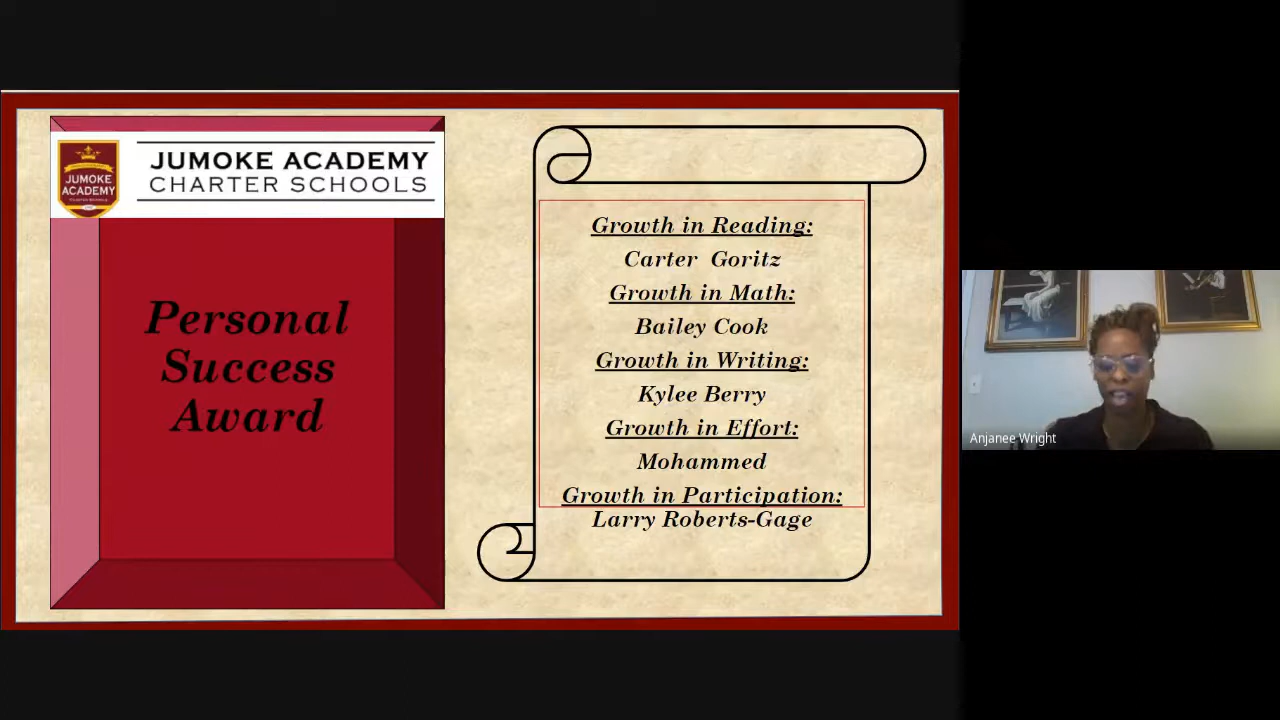 JUMOKE ACADEMY
CHARTER SCHOOLS
JUMOKE
ACADEMY
Personal
Success
Award
Growth in Reading:
Carter Goritz
Growth in Math:
Bailey Cook
Growth in Writing:
Kylee Berry
Growth in Effort:
Mohammed
Growth in Participation:
Larry Roberts-Gage
Anjanee Wright